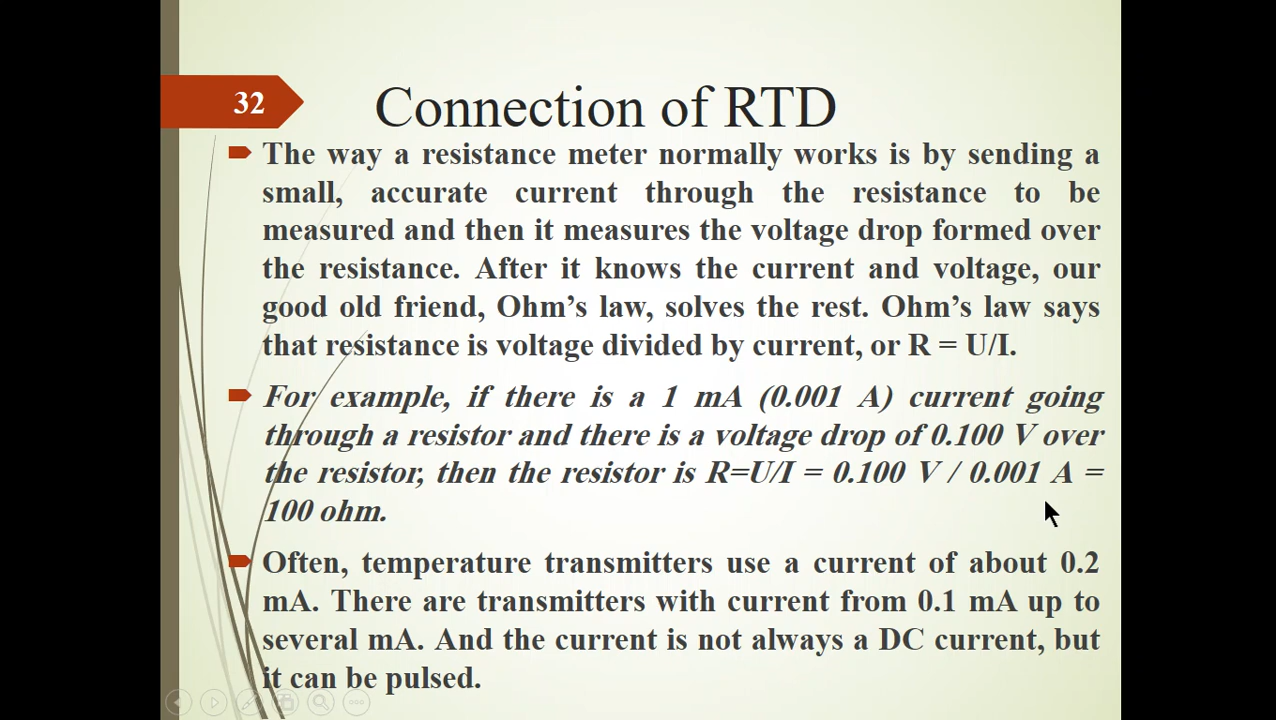 32
Connection of RTD
The way a resistance meter normally works is by sending a
small, accurate current through the resistance to be
measured and then it measures the voltage drop formed over
the resistance. After it knows the current and voltage, our
good old friend, Ohm’s law, solves the rest. Ohm’s law says
that resistance is voltage divided by current, or R = U/I.
For example, if there is a 1 mA (0.001 A) current going
through a resistor and there is a voltage drop of 0.100 V over
the resistor, then the resistor is R=U/I = 0.100 V / 0.001 A =
100 ohm.
Often, temperature transmitters use a current of about 0.2
mA. There are transmitters with current from 0.1 mA up to
several mA. And the current is not always a DC current, but
it can be pulsed.